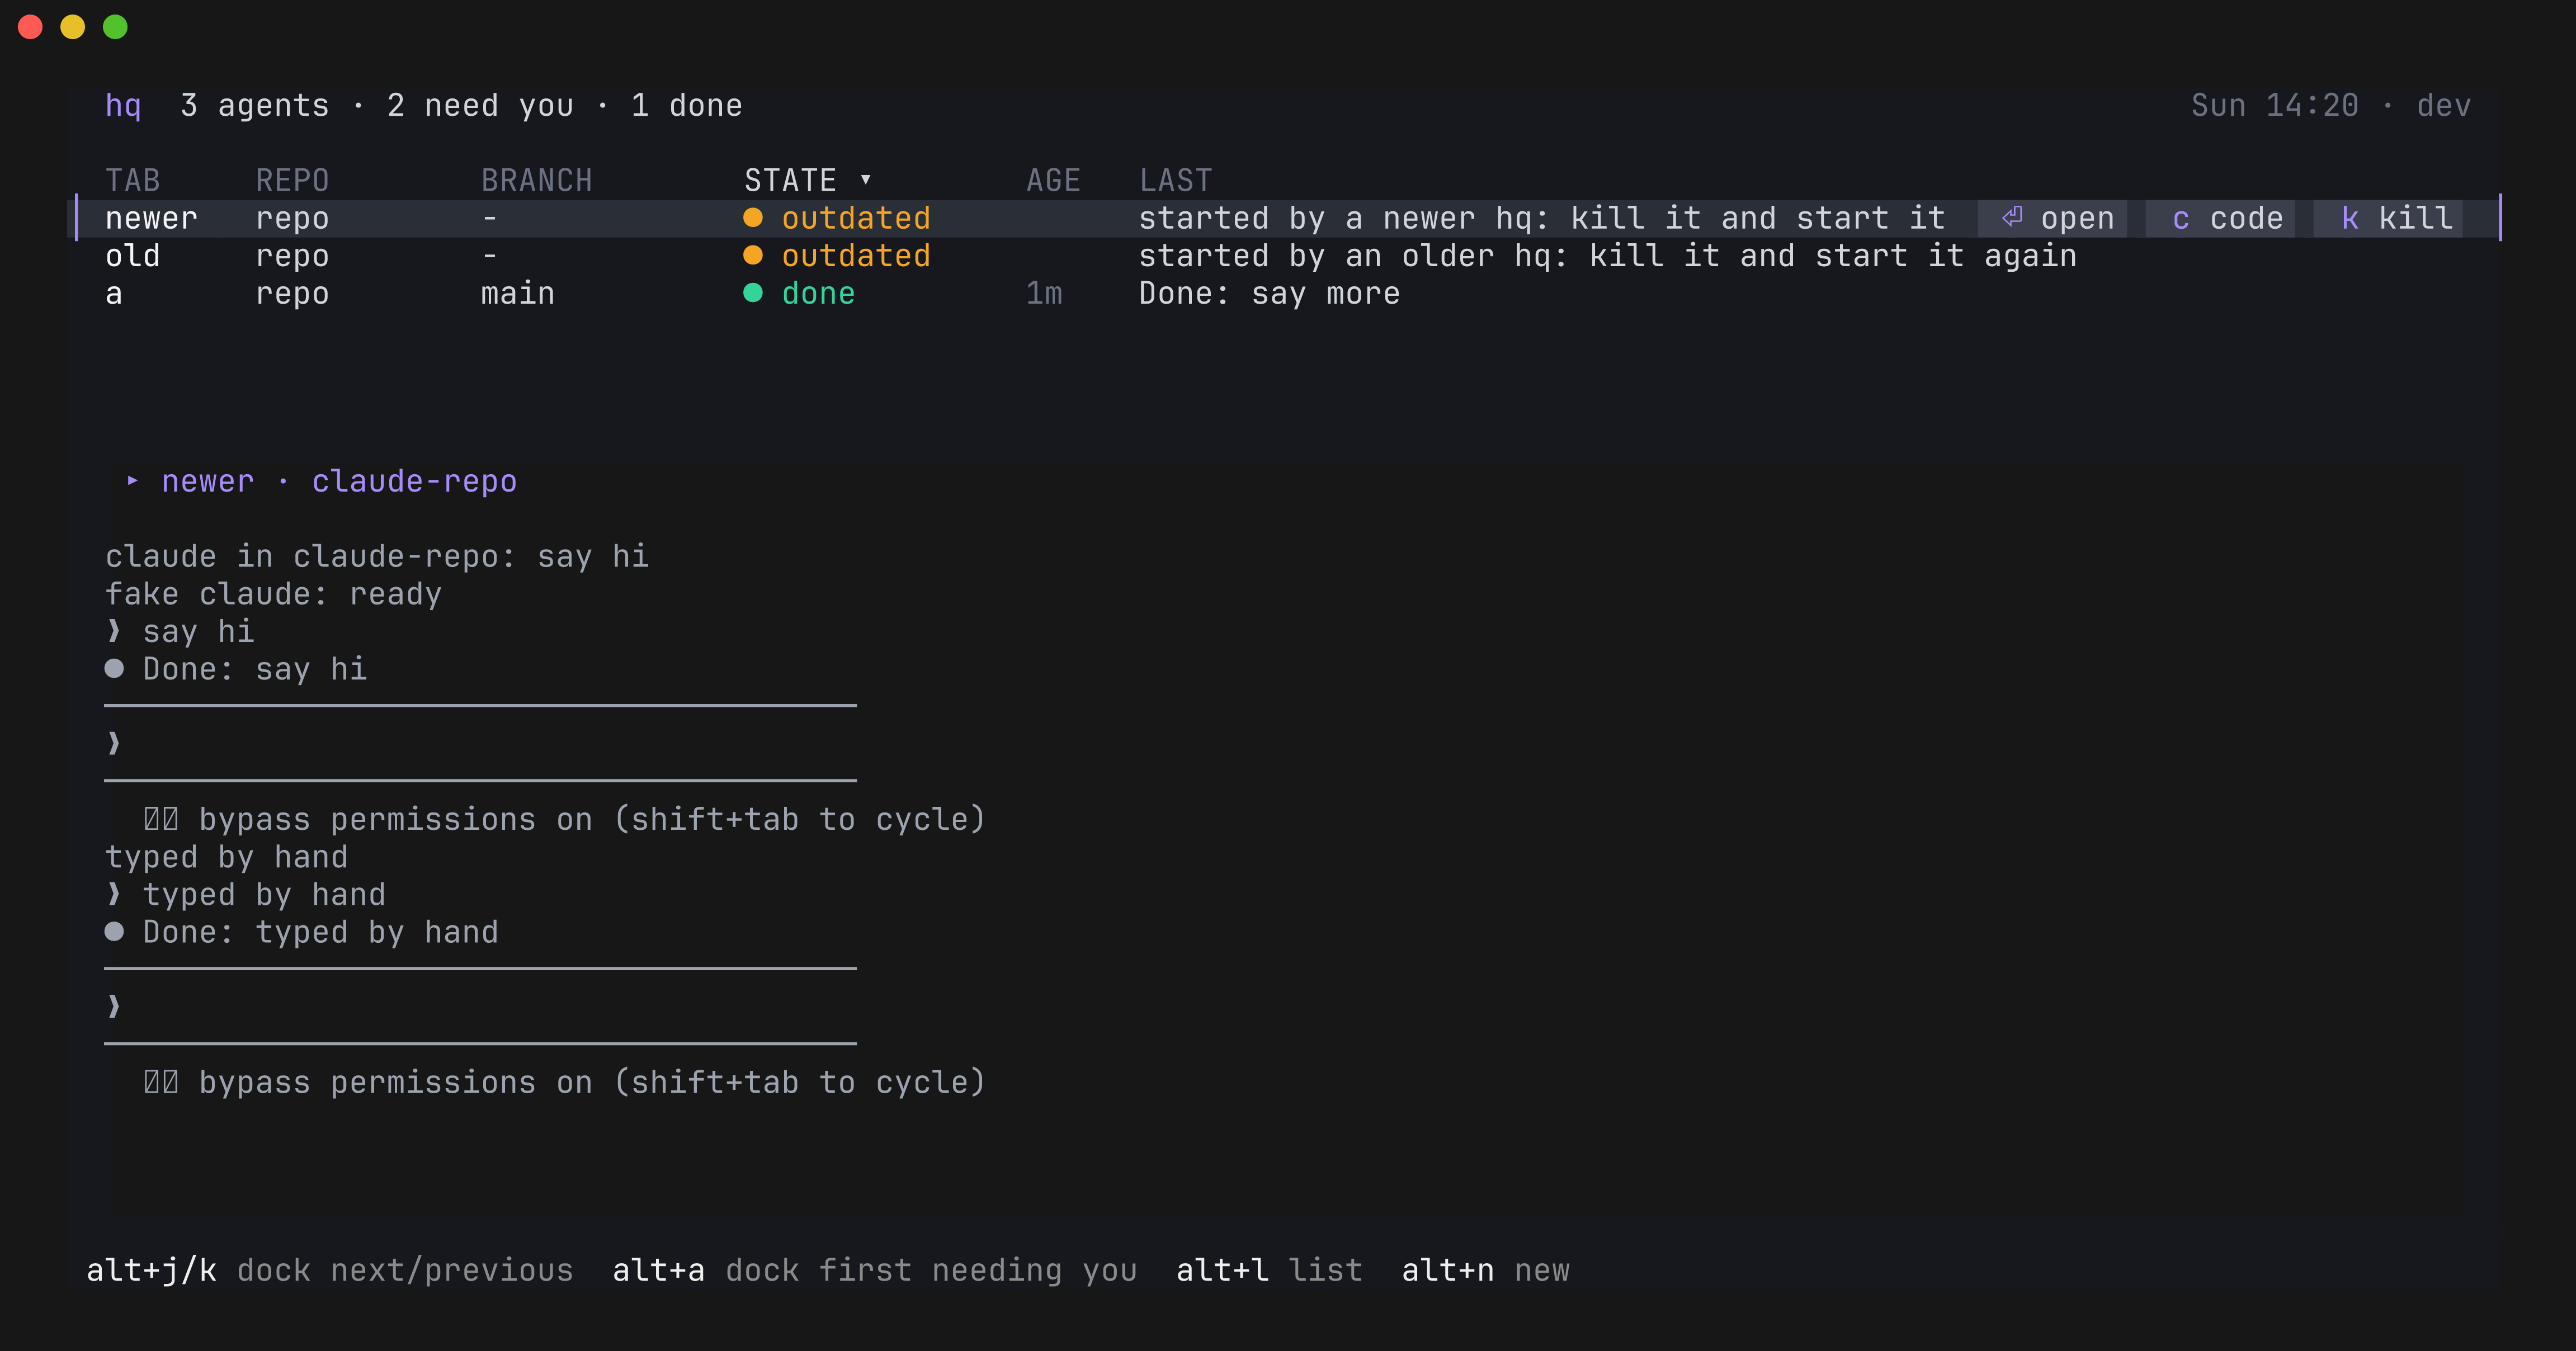 hq  3 agents · 2 need you · 1 done  Sun 14:20 · dev
TAB  REPO  BRANCH  STATE ▾  AGE  LAST
newer  repo  -  ● outdated  started by a newer hq: kill it and start it  ⏎ open  c code  k kill
old  repo  -  ● outdated  started by an older hq: kill it and start it again
a  repo  main  ● done  1m  Done: say more
▸ newer · claude-repo
claude in claude-repo: say hi
fake claude: ready
❯ say hi
● Done: say hi
❯
bypass permissions on (shift+tab to cycle)
typed by hand
❯ typed by hand
● Done: typed by hand
❯
bypass permissions on (shift+tab to cycle)
alt+j/k dock next/previous  alt+a dock first needing you  alt+l list  alt+n new